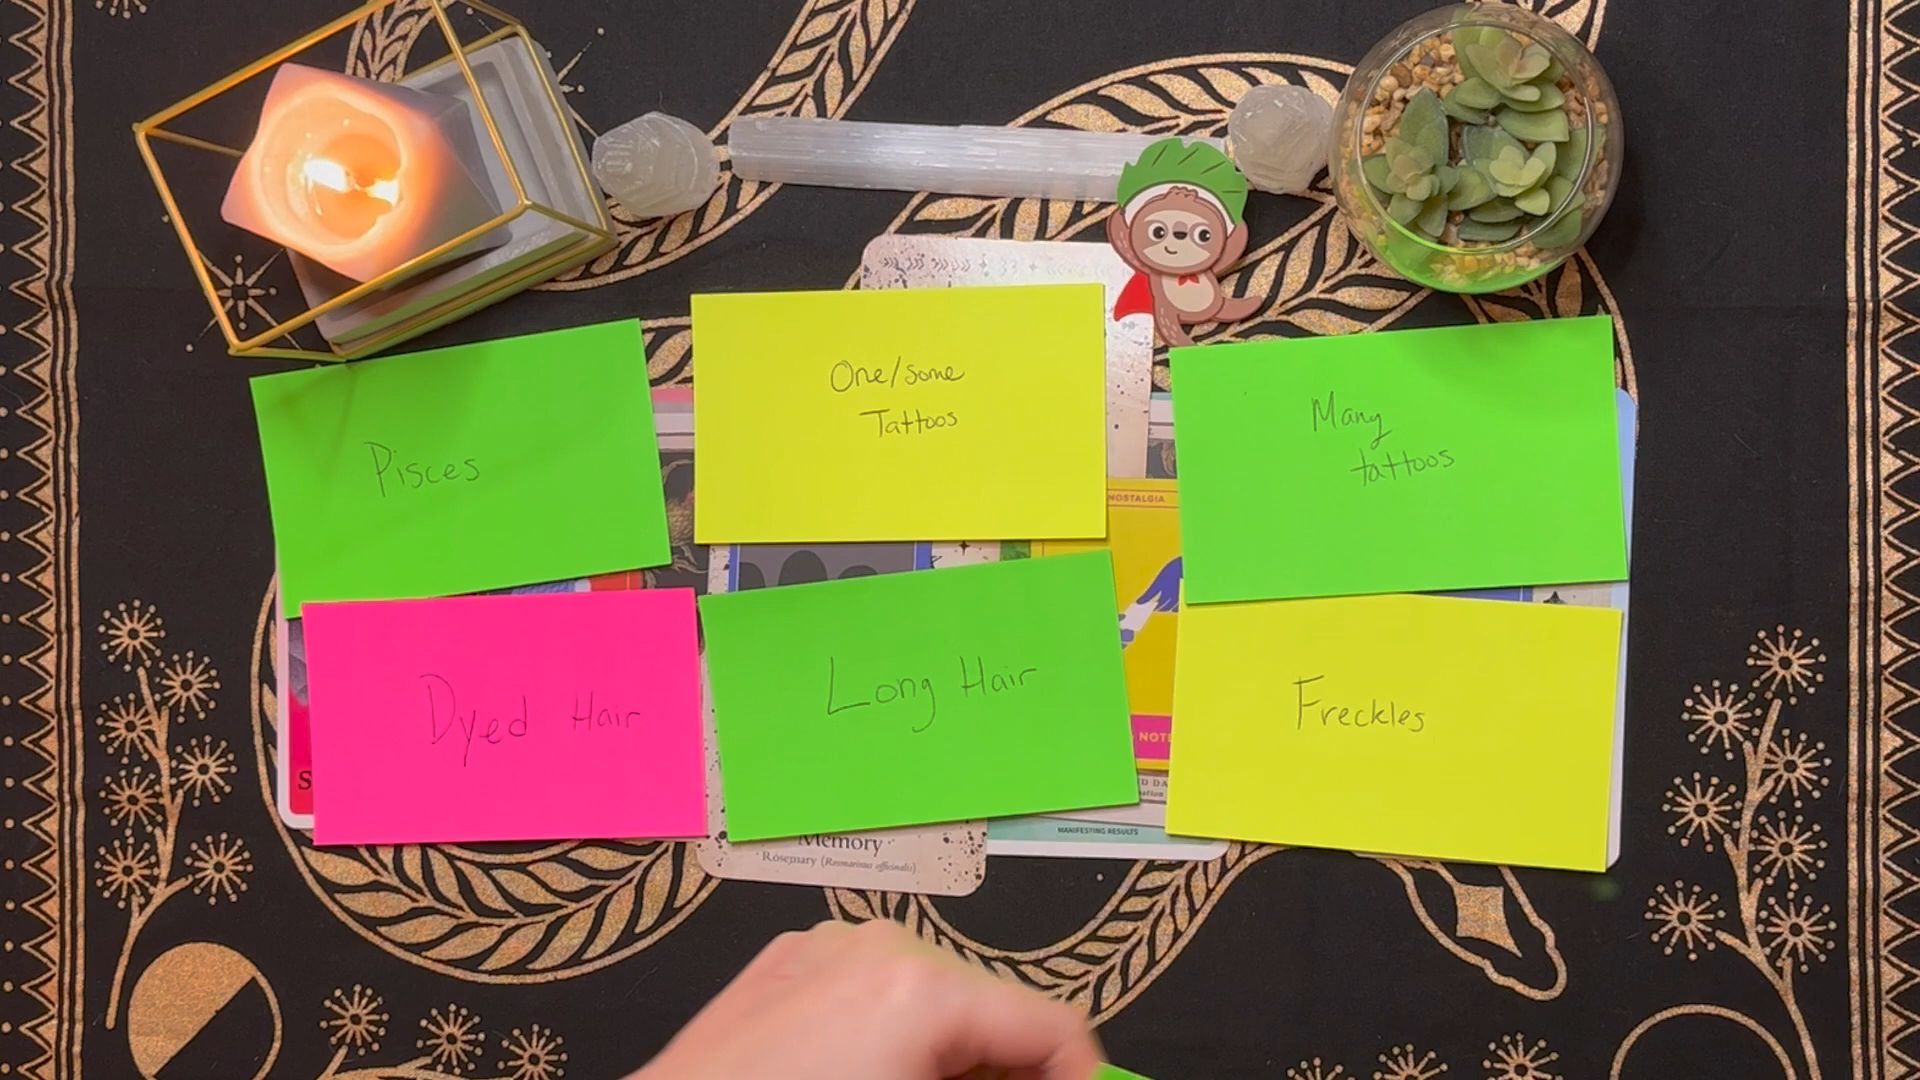 Pisces
One/some
Tattoos
Many
tattoos
NOSTALGIA
Dyed Hair
Long Hair
Freckles
MANIFESTING RESULTS
Memory
Rosemary (Rosmarinus officinalis)